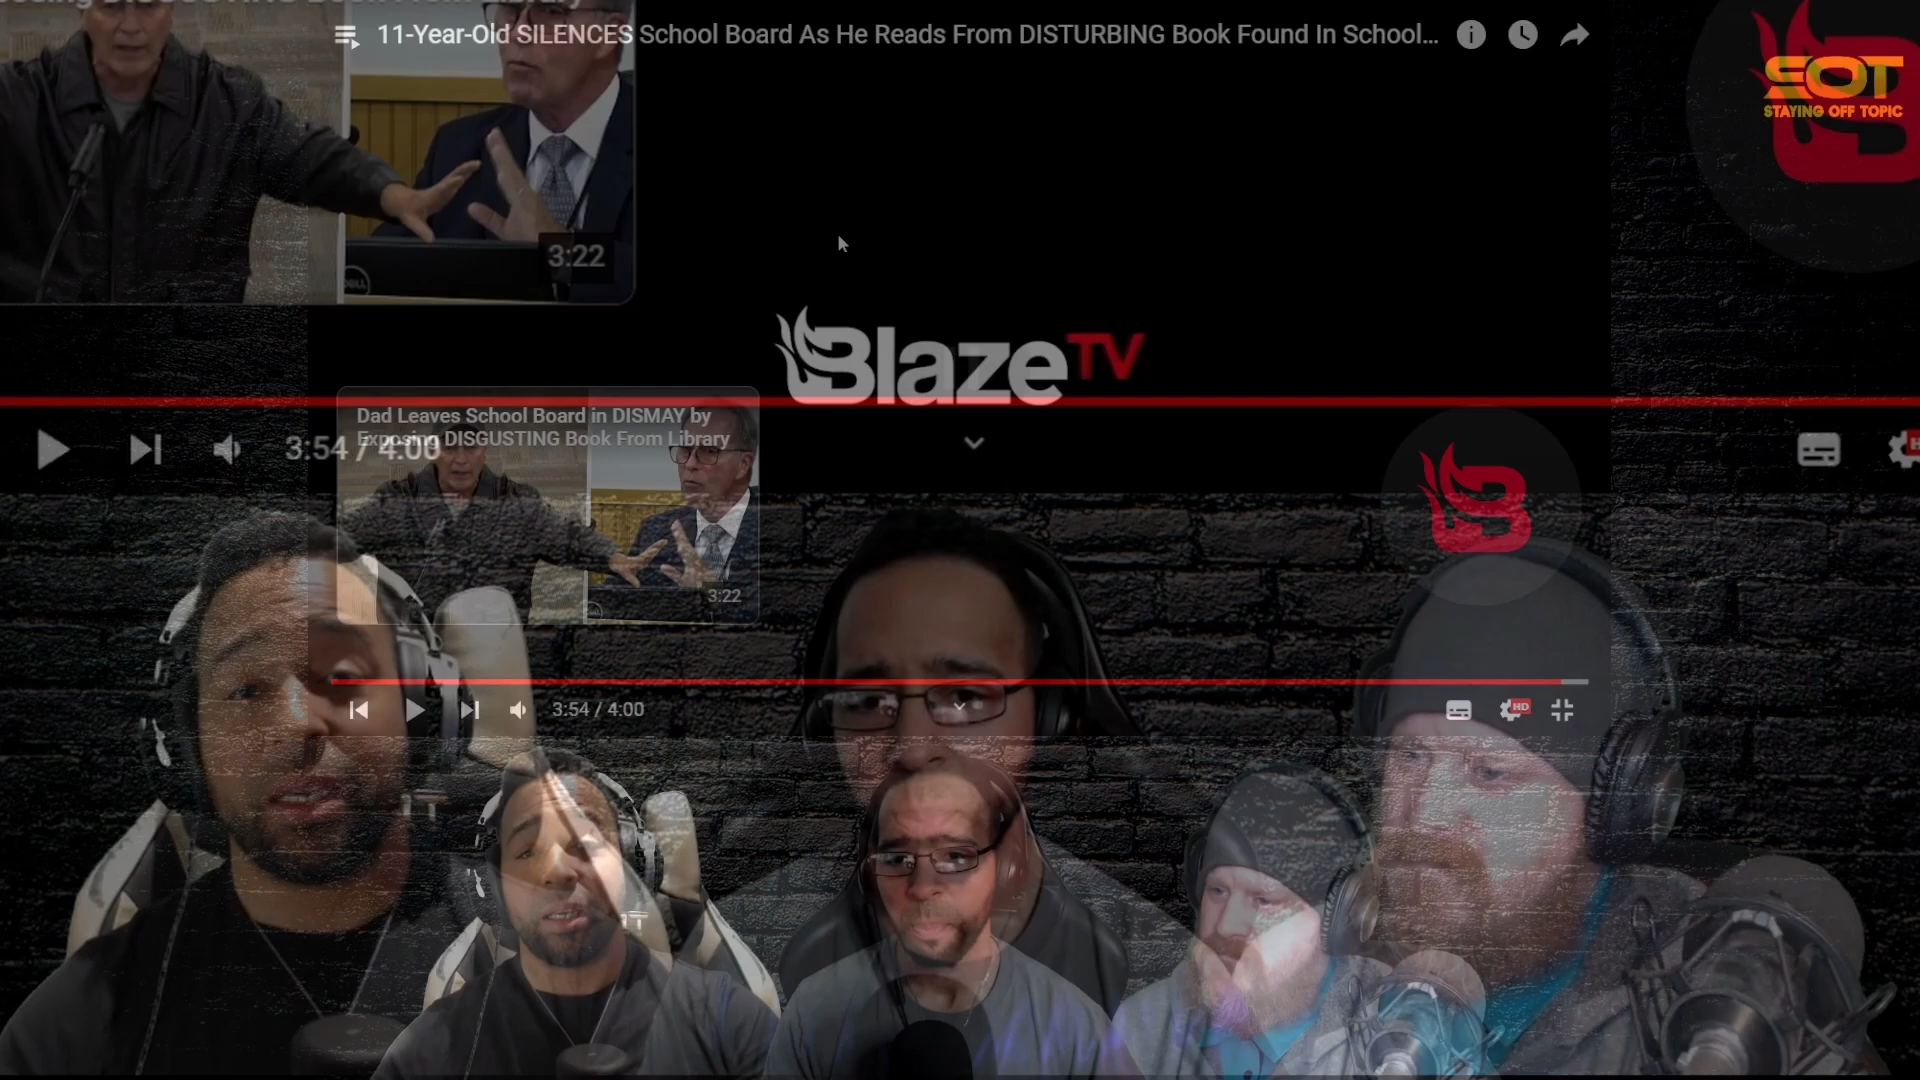 11-Year-Old SILENCES School Board As He Reads From DISTURBING Book Found In School...
SOT
STAYING OFF TOPIC
3:22
BlazeTV
Dad Leaves School Board in DISMAY by
Exposing DISGUSTING Book From Library
3:54 / 4:00
3:22
3:54 / 4:00
HD